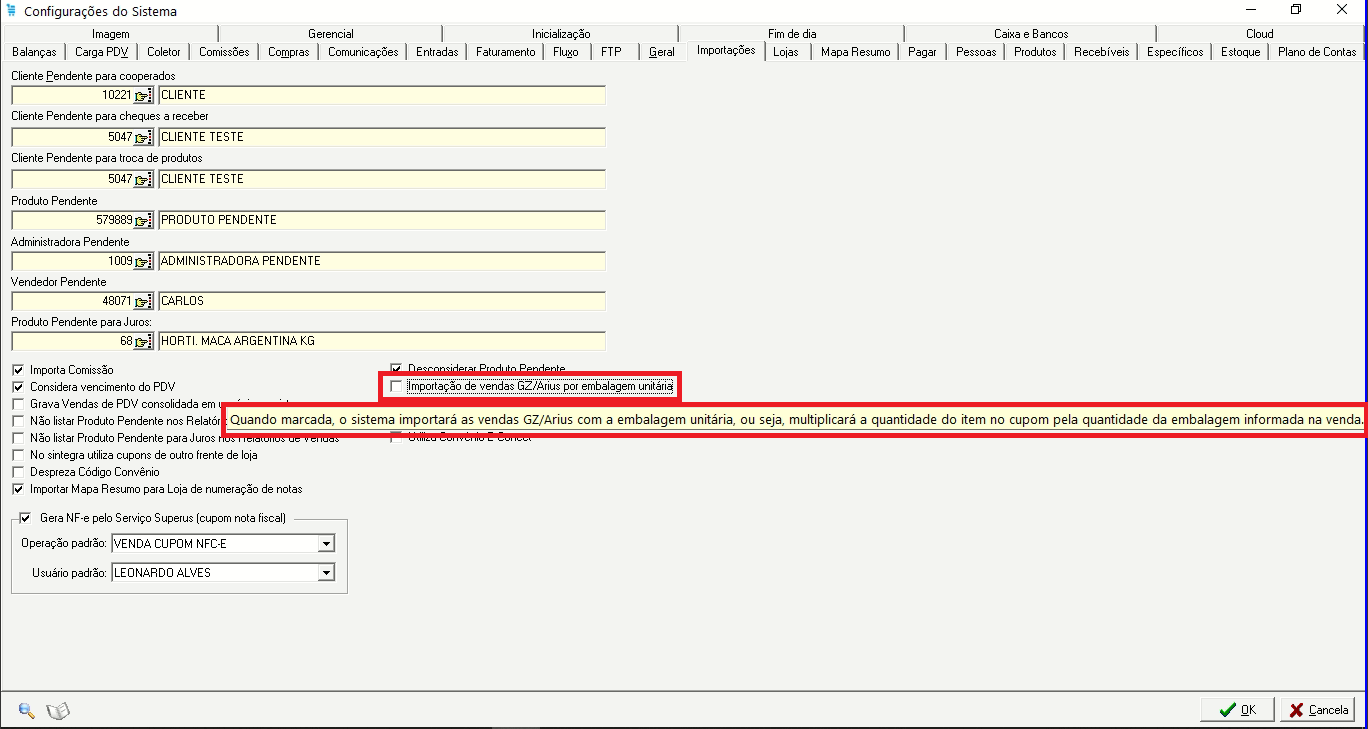 Configurações do Sistema
Imagem Gerencial Inicialização Fim de dia Caixa e Bancos Cloud
Balanças Carga PDV Coletor Comissões Compras Comunicações Entradas Faturamento Fluxo FTP Geral Importações Lojas Mapa Resumo Pagar Pessoas Produtos Recebíveis Específicos Estoque Plano de Contas
Cliente Pendente para cooperados
10221 CLIENTE
Cliente Pendente para cheques a receber
5047 CLIENTE TESTE
Cliente Pendente para troca de produtos
5047 CLIENTE TESTE
Produto Pendente
579889 PRODUTO PENDENTE
Administradora Pendente
1009 ADMINISTRADORA PENDENTE
Vendedor Pendente
48071 CARLOS
Produto Pendente para Juros:
68 HORTI. MACA ARGENTINA KG
Importa Comissão Desconsiderar Produto Pendente
Considera vencimento do PDV Importação de vendas GZ/Arius por embalagem unitária
Grava Vendas de PDV consolidada em
Não listar Produto Pendente nos
Quando marcada, o sistema importará as vendas GZ/Arius com a embalagem unitária, ou seja, multiplicará a quantidade do item no cupom pela quantidade da embalagem informada na venda.
Não listar Produto Pendente para Juros nos Relatórios de Vendas
No sintegra utiliza cupons de outro frente de loja
Despreza Código Convênio
Importar Mapa Resumo para Loja de numeração de notas
Gera NF-e pelo Serviço Superus (cupom nota fiscal)
Operação padrão: VENDA CUPOM NFC-E
Usuário padrão: LEONARDO ALVES
OK Cancela